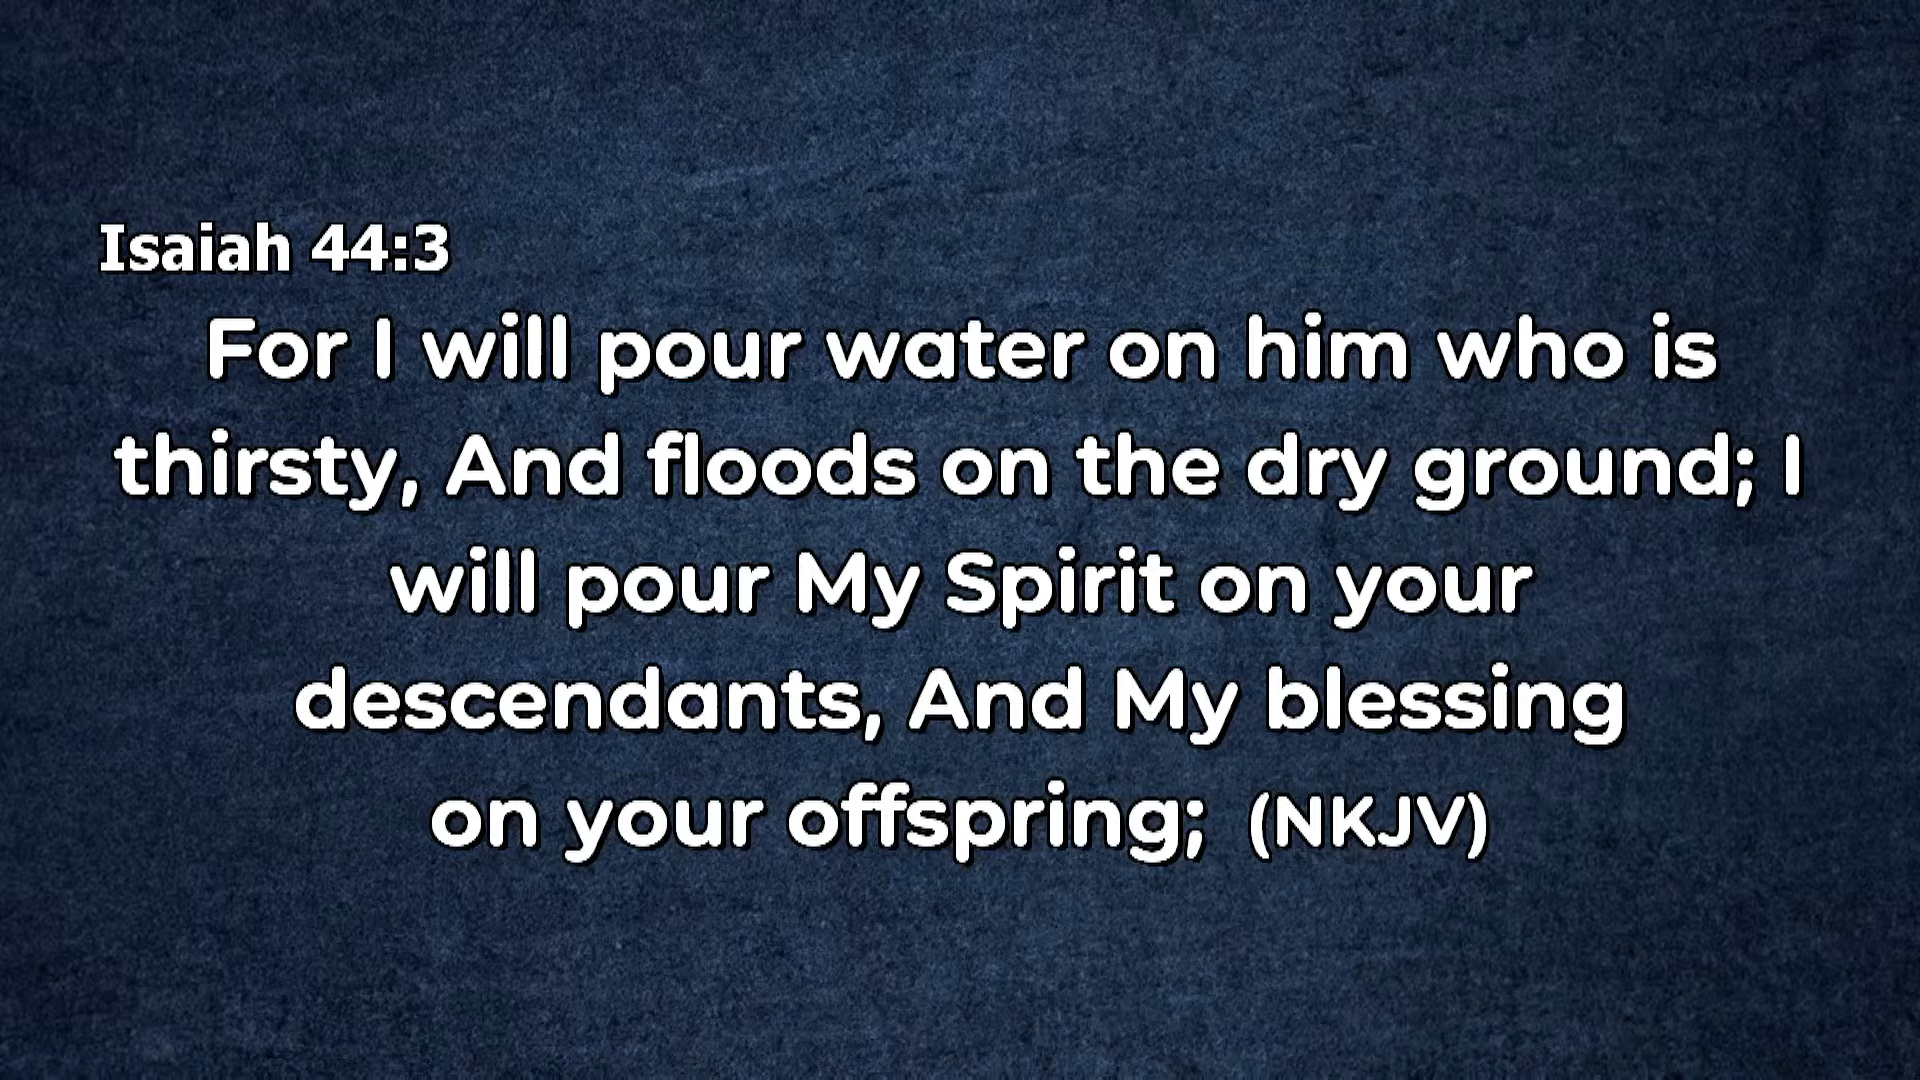 Isaiah 44:3
For I will pour water on him who is
thirsty, And floods on the dry ground; I
will pour My Spirit on your
descendants, And My blessing
on your offspring; (NKJV)